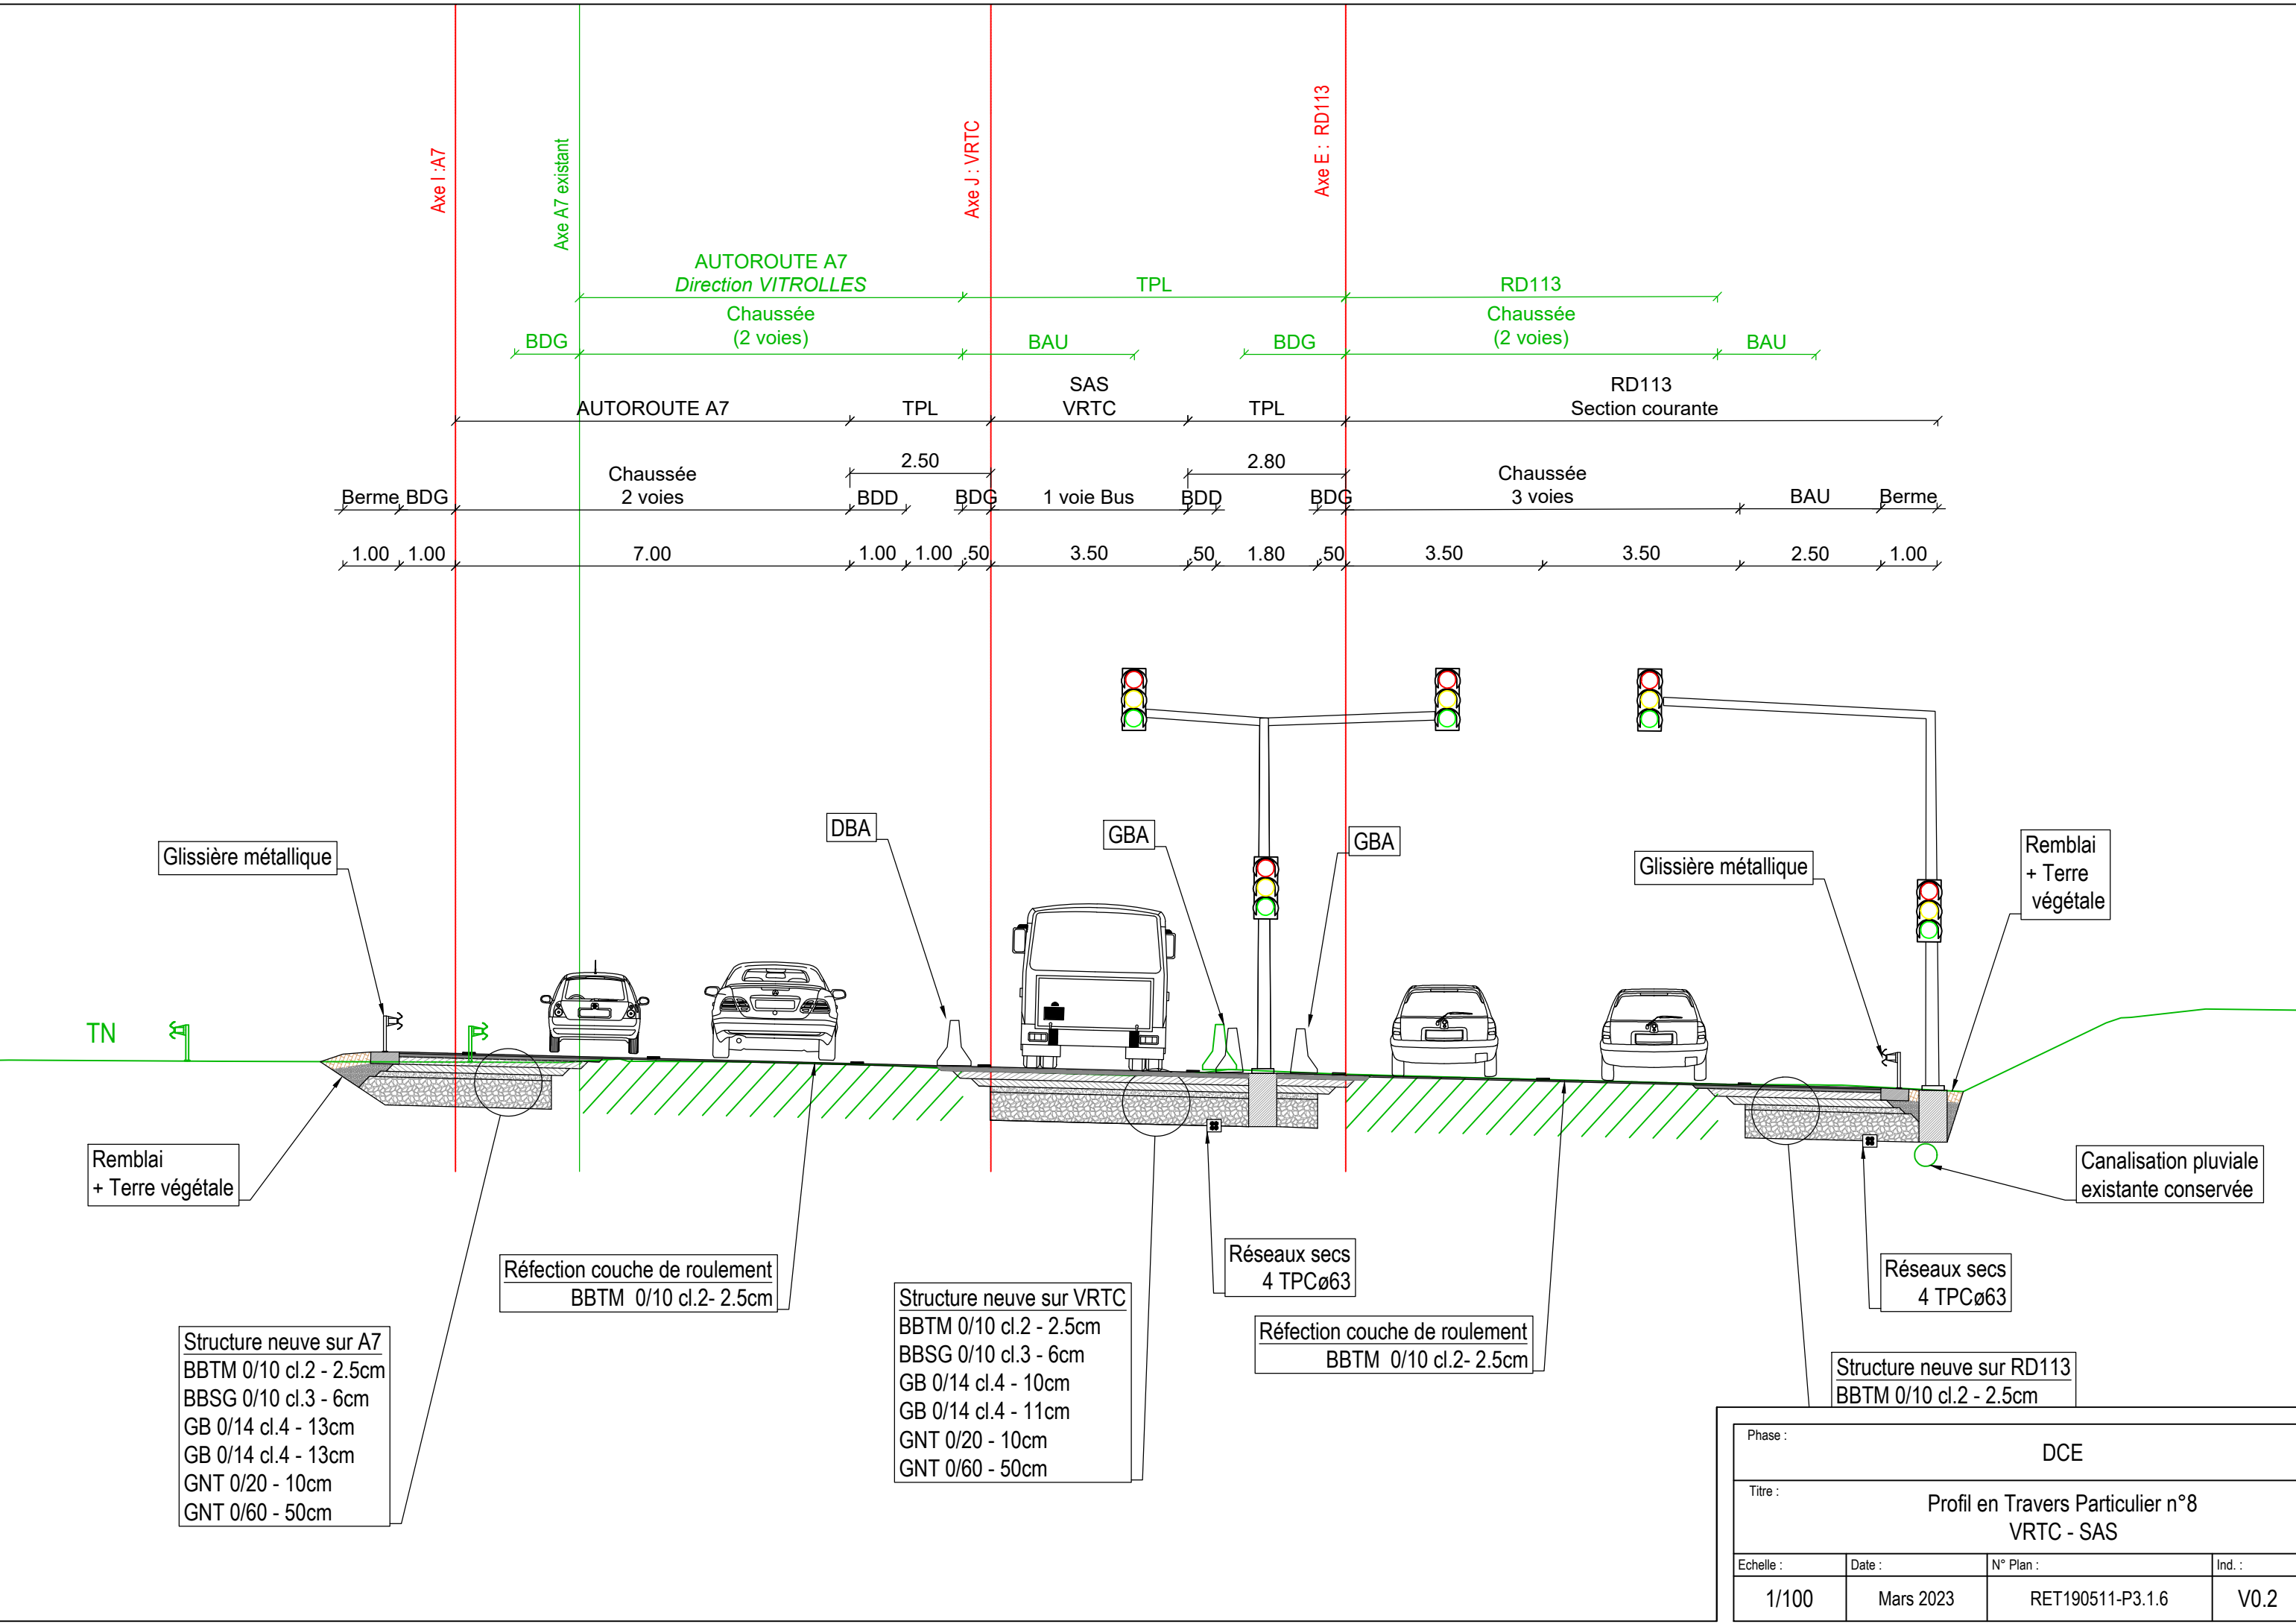 Axe I :A7
Axe A7 existant
Axe J : VRTC
Axe E : RD113
AUTOROUTE A7
Direction VITROLLES
TPL
RD113
Chaussée
(2 voies)
Chaussée
(2 voies)
BDG
BAU
BDG
BAU
AUTOROUTE A7
TPL
SAS
VRTC
TPL
RD113
Section courante
2.50
2.80
Berme
BDG
Chaussée
2 voies
BDD
BDG
1 voie Bus
BDD
BDG
Chaussée
3 voies
BAU
Berme
1.00
1.00
7.00
1.00
1.00
.50
3.50
.50
1.80
.50
3.50
3.50
2.50
1.00
Glissière métallique
DBA
GBA
GBA
Glissière métallique
Remblai
+ Terre
végétale
TN
Remblai
+ Terre végétale
Canalisation pluviale
existante conservée
Réfection couche de roulement
BBTM 0/10 cl.2- 2.5cm
Réseaux secs
4 TPCø63
Réseaux secs
4 TPCø63
Structure neuve sur A7
BBTM 0/10 cl.2 - 2.5cm
BBSG 0/10 cl.3 - 6cm
GB 0/14 cl.4 - 13cm
GB 0/14 cl.4 - 13cm
GNT 0/20 - 10cm
GNT 0/60 - 50cm
Structure neuve sur VRTC
BBTM 0/10 cl.2 - 2.5cm
BBSG 0/10 cl.3 - 6cm
GB 0/14 cl.4 - 10cm
GB 0/14 cl.4 - 11cm
GNT 0/20 - 10cm
GNT 0/60 - 50cm
Réfection couche de roulement
BBTM 0/10 cl.2- 2.5cm
Structure neuve sur RD113
BBTM 0/10 cl.2 - 2.5cm
Phase :
DCE
Titre :
Profil en Travers Particulier n°8
VRTC - SAS
Echelle :
Date :
N° Plan :
Ind. :
1/100
Mars 2023
RET190511-P3.1.6
V0.2